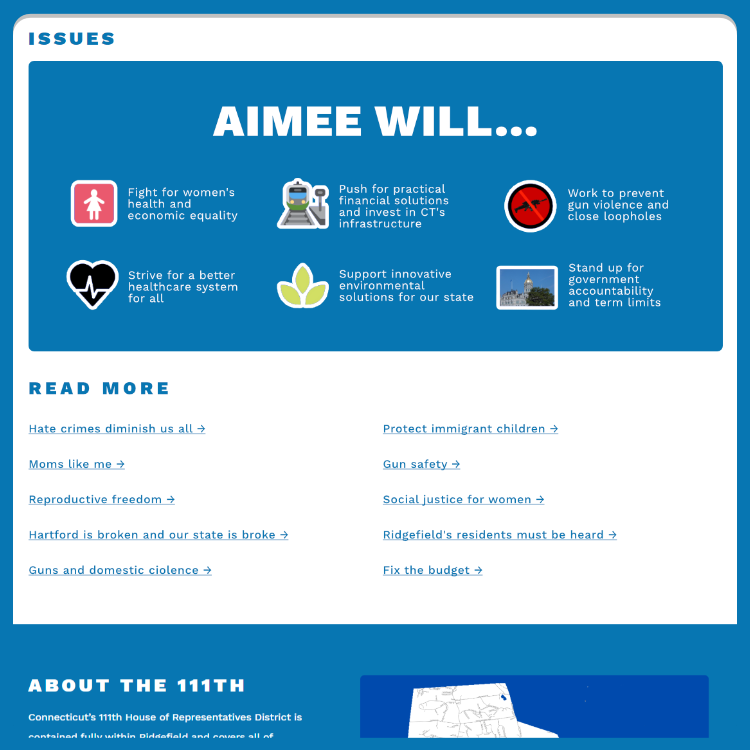 ISSUES
AIMEE WILL...
Fight for women's
health and
economic equality
Push for practical
financial solutions
and invest in CT's
infrastructure
Work to prevent
gun violence and
close loopholes
Strive for a better
healthcare system
for all
Support innovative
environmental
solutions for our state
Stand up for
government
accountability
and term limits
READ MORE
Hate crimes diminish us all →
Protect immigrant children →
Moms like me →
Gun safety →
Reproductive freedom →
Social justice for women →
Hartford is broken and our state is broke →
Ridgefield's residents must be heard →
Guns and domestic ciolence →
Fix the budget →
ABOUT THE 111TH
Connecticut's 111th House of Representatives District is
contained fully within Ridgefield and covers all of